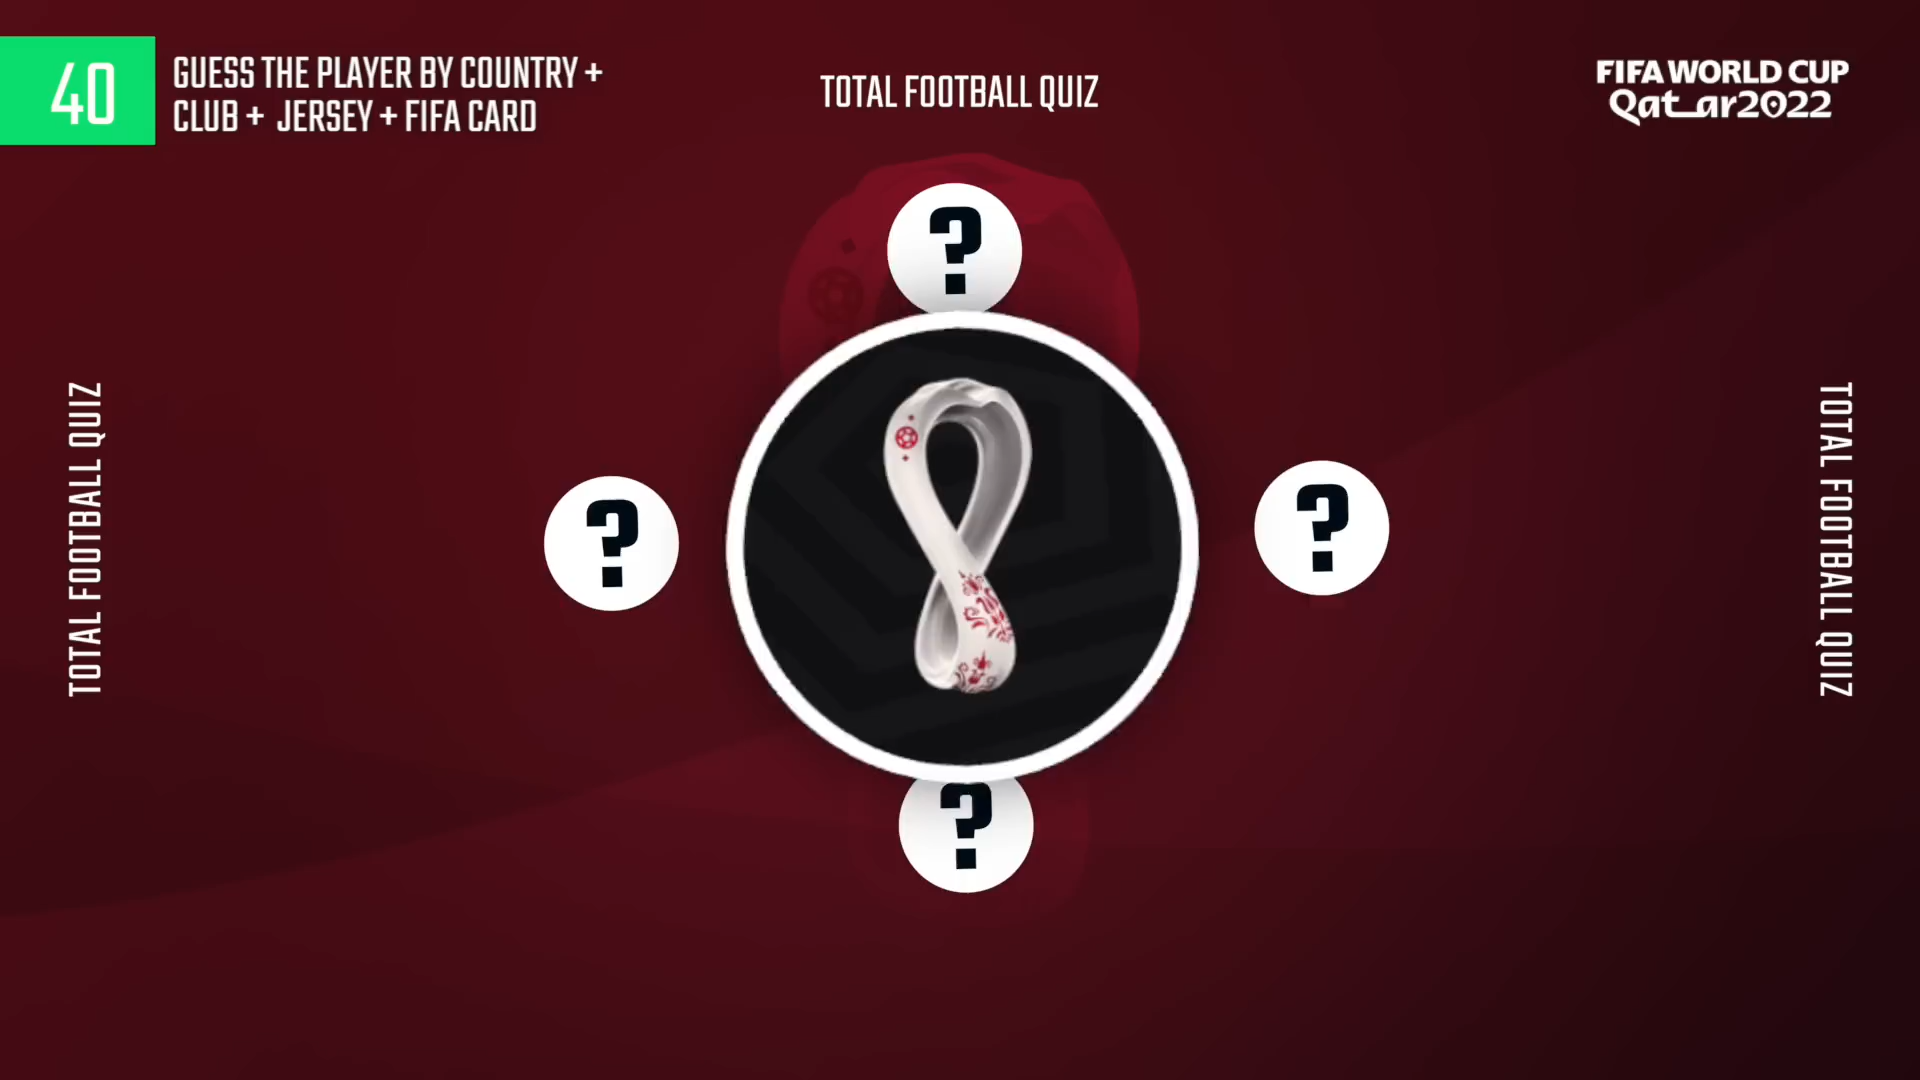 40
GUESS THE PLAYER BY COUNTRY +
CLUB + JERSEY + FIFA CARD
TOTAL FOOTBALL QUIZ
FIFA WORLD CUP
Qatar2022
?
TOTAL FOOTBALL QUIZ
?
?
TOTAL FOOTBALL QUIZ
?